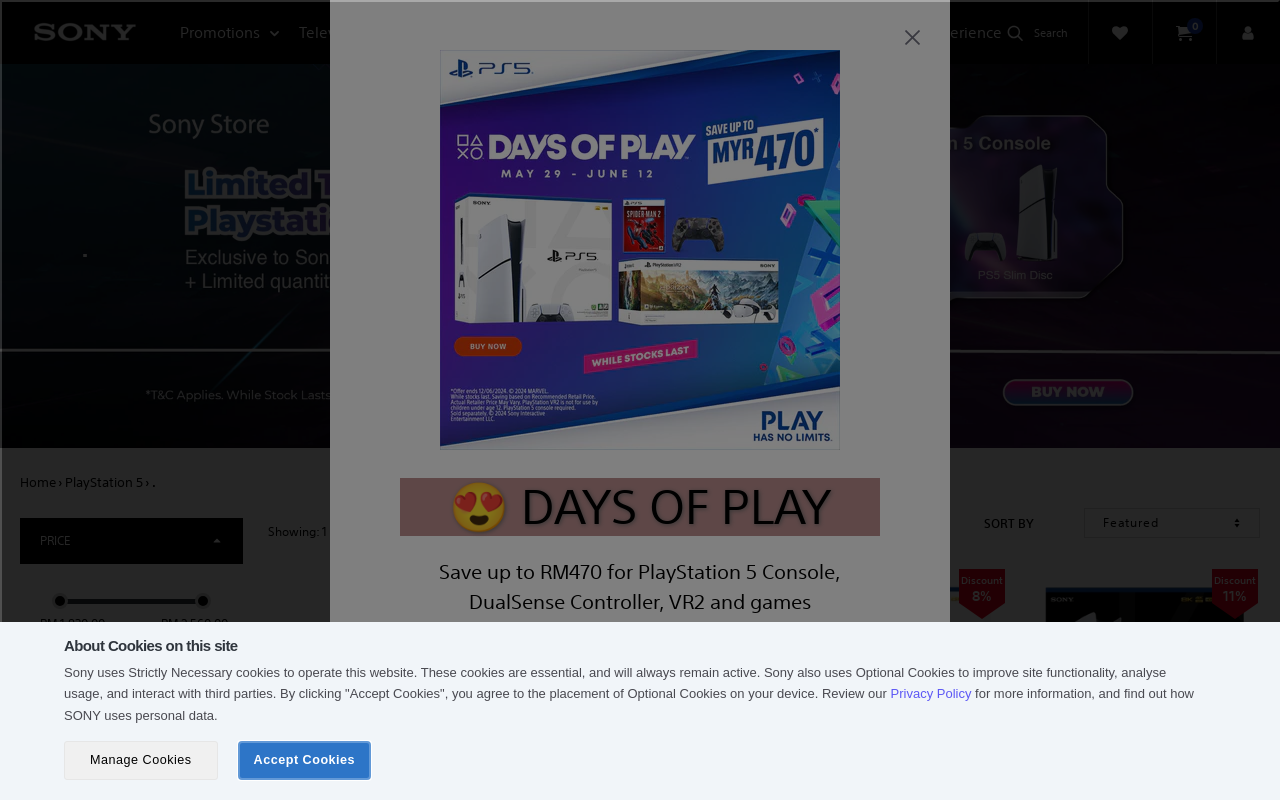 SONY
Promotions
Search
0
Sony Store
Exclusive to Son
+ Limited quantit
*T&C Applies. While Stock Lasts
PS5
DAYS OF PLAY
MAY 29 - JUNE 12
SAVE UP TO
MYR470*
SONY
PS5
SPIDER-MAN 2
PlayStation VR2
SONY
BUY NOW
WHILE STOCKS LAST
*Offer ends 12/06/2024. © 2024 MARVEL.
While stocks last. Saving based on Recommended Retail Price.
Actual Retailer Price May Vary. PlayStation VR2 is not for use by
children under age 12. PlayStation 5 console required.
Sold separately. © 2024 Sony Interactive
Entertainment LLC.
PLAY
HAS NO LIMITS.
5 Console
PS5 Slim Disc
BUY NOW
Home › PlayStation 5 › .
PRICE
Showing: 1
SORT BY
Featured
😍 DAYS OF PLAY
Save up to RM470 for PlayStation 5 Console,
DualSense Controller, VR2 and games
Discount
8%
Discount
11%
SONY
About Cookies on this site
Sony uses Strictly Necessary cookies to operate this website. These cookies are essential, and will always remain active. Sony also uses Optional Cookies to improve site functionality, analyse
usage, and interact with third parties. By clicking "Accept Cookies", you agree to the placement of Optional Cookies on your device. Review our Privacy Policy for more information, and find out how
SONY uses personal data.
Manage Cookies
Accept Cookies